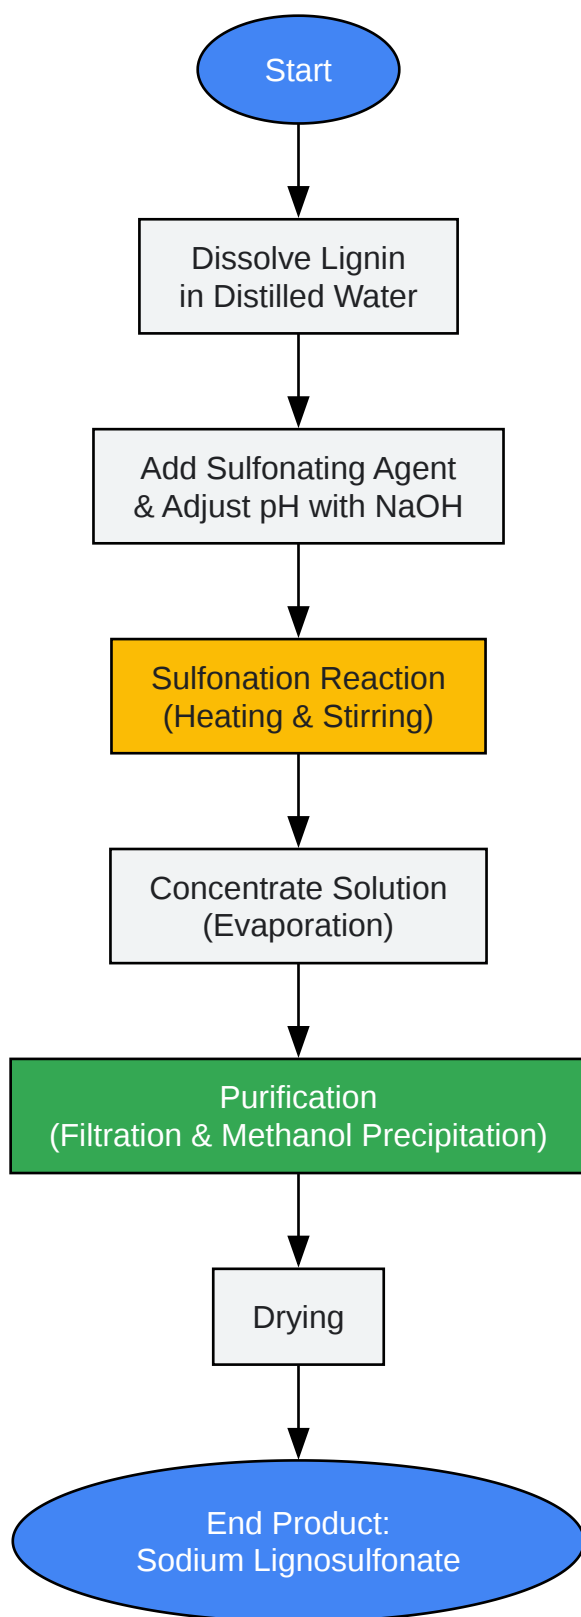 Start
Dissolve Lignin
in Distilled Water
Add Sulfonating Agent
& Adjust pH with NaOH
Sulfonation Reaction
(Heating & Stirring)
Concentrate Solution
(Evaporation)
Purification
(Filtration & Methanol Precipitation)
Drying
End Product:
Sodium Lignosulfonate